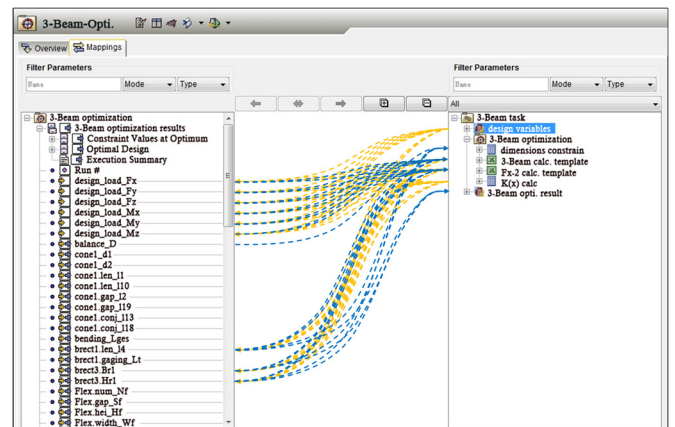 3-Beam-Opti.
Overview Mappings
Filter Parameters
Name Mode Type
3-Beam optimization
3-Beam optimization results
Constraint Values at Optimum
Optimal Design
Execution Summary
Run #
design_load_Fx
design_load_Fy
design_load_Fz
design_load_Mx
design_load_My
design_load_Mz
balance_D
cone1_d1
cone1_d2
cone1.len_l1
cone1.len_l10
cone1.gap_l2
cone1.gap_l19
cone1.conj_l13
cone1.conj_l18
bending_Lges
brect1.len_l4
brect1.gaging_Lt
brect3.Br1
brect3.Hr1
Flex.num_Nf
Flex.gap_Sf
Flex.hei_Hf
Flex.width_Wf
Filter Parameters
Name Mode Type
All
3-Beam task
design variables
3-Beam optimization
dimensions constrain
3-Beam calc. template
Fx-2 calc. template
K(x) calc
3-Beam opti. result